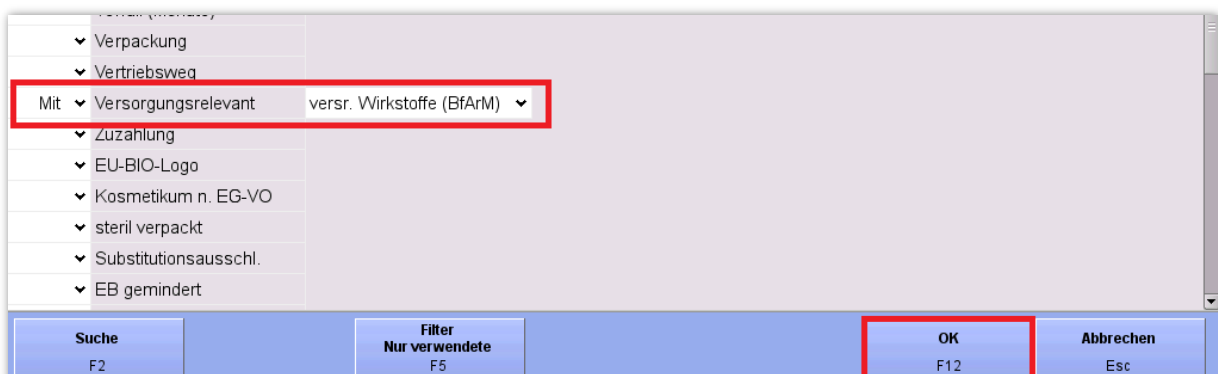 Verpackung
Vertriebsweg
Mit Versorgungsrelevant versr. Wirkstoffe (BfArM)
Zuzahlung
EU-BIO-Logo
Kosmetikum n. EG-VO
steril verpackt
Substitutionsausschl.
EB gemindert
Suche
F2
Filter
Nur verwendete
F5
OK
F12
Abbrechen
Esc